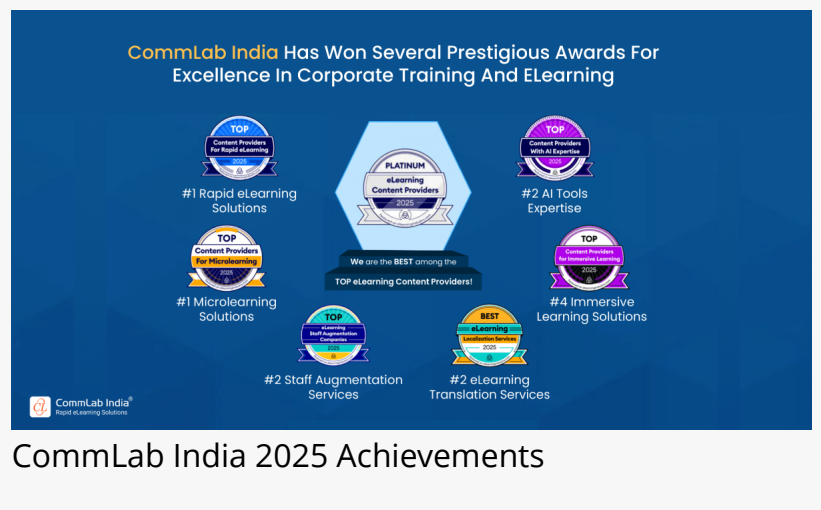 CommLab India Has Won Several Prestigious Awards For
Excellence In Corporate Training And ELearning
TOP
Content Providers
For Rapid eLearning
2025
#1 Rapid eLearning
Solutions
PLATINUM
eLearning
Content Providers
2025
We are the BEST among the
TOP eLearning Content Providers!
TOP
Content Providers
With AI Expertise
2025
#2 AI Tools
Expertise
TOP
Content Providers
For Microlearning
2025
#1 Microlearning
Solutions
TOP
Content Providers
for Immersive Learning
2025
#4 Immersive
Learning Solutions
TOP
eLearning
Staff Augmentation
Companies
2025
#2 Staff Augmentation
Services
BEST
eLearning
Localization Services
2025
#2 eLearning
Translation Services
CommLab India®
Rapid eLearning Solutions
CommLab India 2025 Achievements